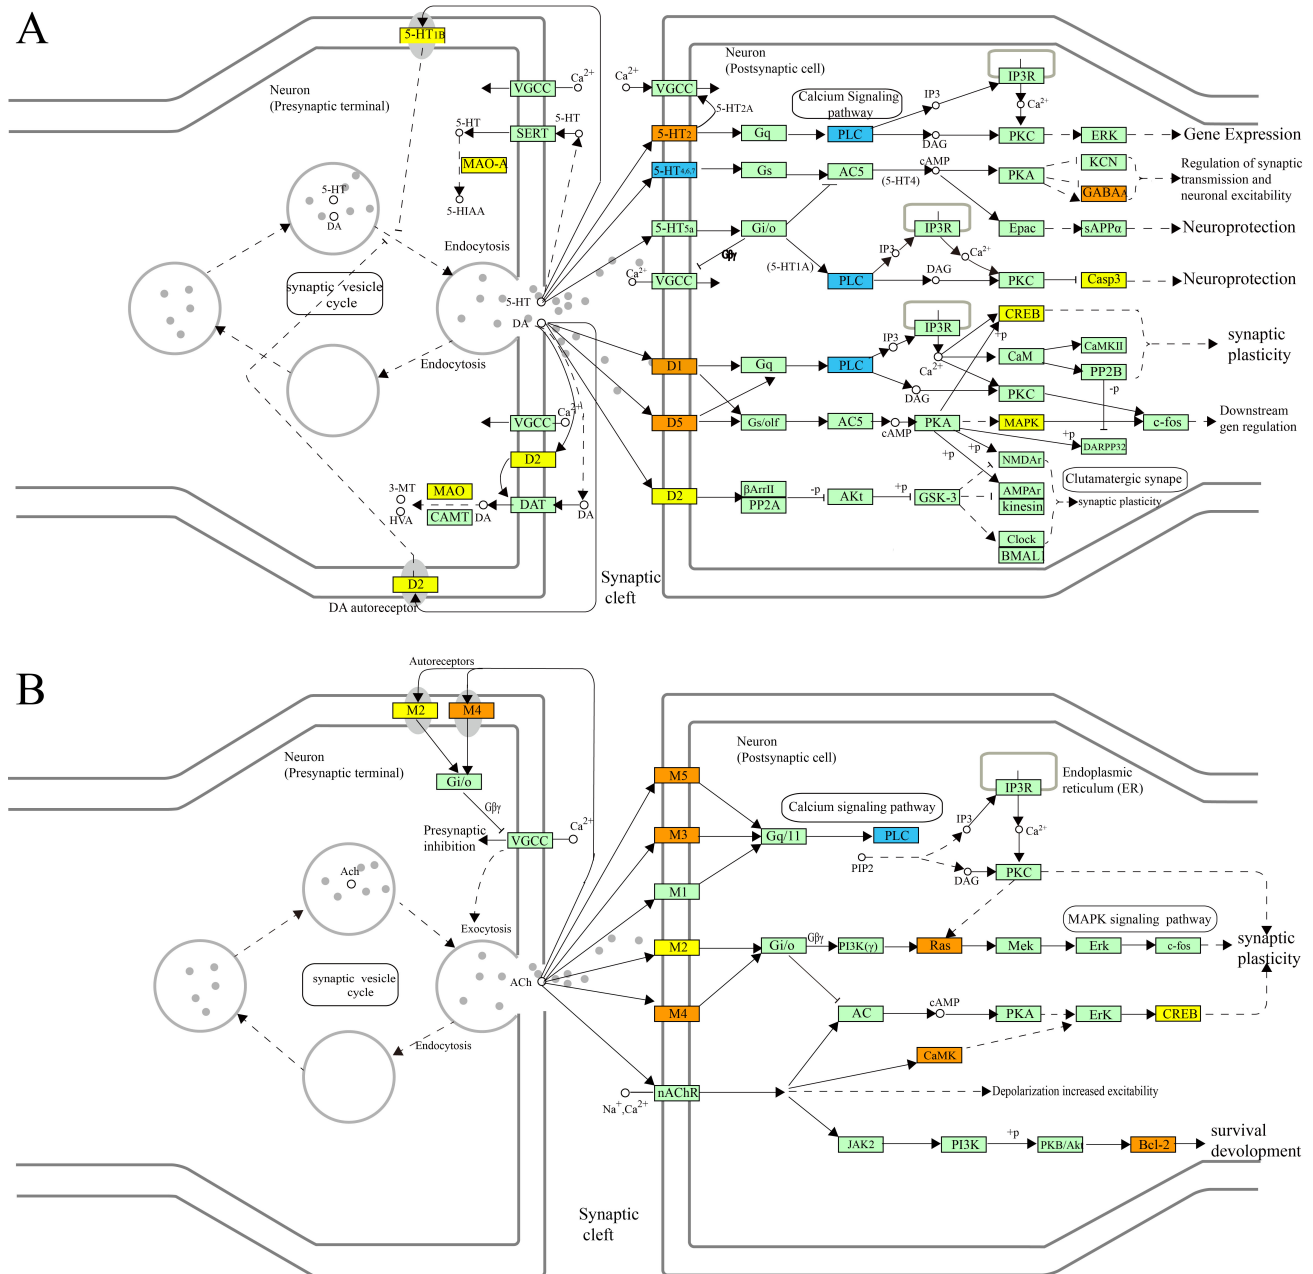 A
5-HT1B
Neuron
(Presynaptic terminal)
VGCC
Ca2+
5-HT
5-HT
SERT
MAO-A
5-HIAA
5-HT
DA
Endocytosis
synaptic vesicle
cycle
Endocytosis
5-HT
DA
VGCC
Ca2+
D2
3-MT
MAO
HVA
CAMT
DA
DAT
DA
D2
DA autoreceptor
Synaptic
cleft
Neuron
(Postsynaptic cell)
Ca2+
VGCC
5-HT2A
Calcium Signaling
pathway
IP3R
IP3
Ca2+
5-HT2
Gq
PLC
DAG
PKC
ERK
Gene Expression
5-HT4,6,7
Gs
AC5
(5-HT4)
cAMP
PKA
KCN
GABAA
Regulation of synaptic
transmission and
neuronal excitability
5-HT5a
Gi/o
Gβγ
(5-HT1A)
IP3R
IP3
Ca2+
Epac
sAPPα
Neuroprotection
Ca2+
VGCC
PLC
DAG
PKC
Casp3
Neuroprotection
IP3R
IP3
Ca2+
CREB
+p
D1
Gq
PLC
CaM
CaMKII
PP2B
synaptic
plasticity
DAG
PKC
-p
D5
Gs/olf
AC5
cAMP
PKA
MAPK
c-fos
Downstream
gen regulation
+p
+p
+p
DARPP32
NMDAr
Clutamatergic synape
D2
βArrII
PP2A
-p
AKt
+p
GSK-3
AMPAr
kinesin
synaptic plasticity
Clock
BMAL
B
Autoreceptors
M2
M4
Neuron
(Presynaptic terminal)
Gi/o
Gβγ
Presynaptic
inhibition
VGCC
Ca2+
Ach
Exocytosis
synaptic vesicle
cycle
ACh
Endocytosis
Neuron
(Postsynaptic cell)
M5
M3
M1
M2
M4
nAChR
Na+,Ca2+
Calcium signaling pathway
Gq/11
PLC
PIP2
IP3R
Endoplasmic
reticulum (ER)
IP3
Ca2+
DAG
PKC
MAPK signaling pathway
Gi/o
Gβγ
PI3K(γ)
Ras
Mek
Erk
c-fos
synaptic
plasticity
AC
cAMP
PKA
ErK
CREB
CaMK
Depolarization increased excitability
JAK2
PI3K
+p
PKB/Akt
Bcl-2
survival
devolopment
Synaptic
cleft